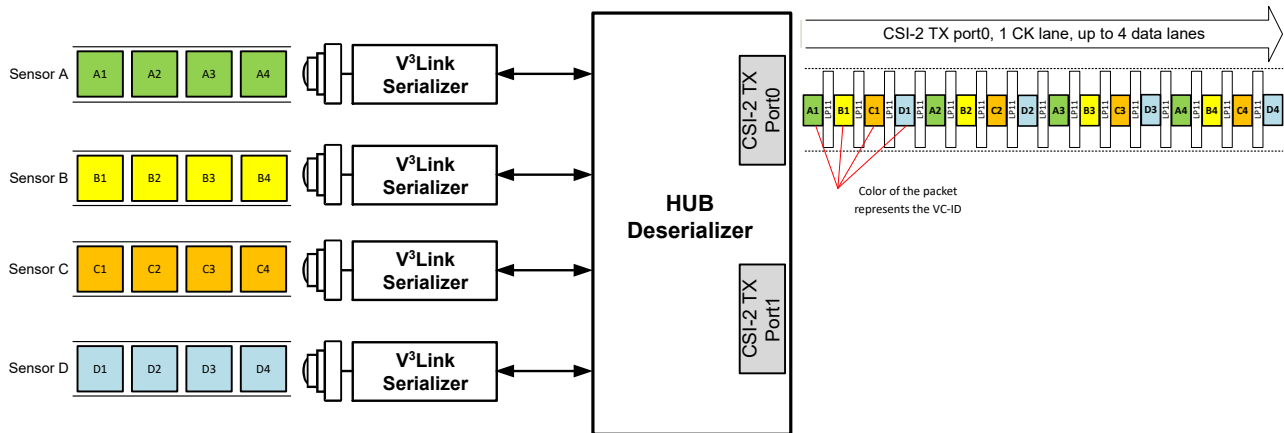 CSI-2 TX port0, 1 CK lane, up to 4 data lanes
Sensor A
A1 A2 A3 A4
V³Link
Serializer
CSI-2 TX
Port0
A1 LP11 B1 LP11 C1 LP11 D1 LP11 A2 LP11 B2 LP11 C2 LP11 D2 LP11 A3 LP11 B3 LP11 C3 LP11 D3 LP11 A4 LP11 B4 LP11 C4 LP11 D4
Color of the packet
represents the VC-ID
Sensor B
B1 B2 B3 B4
V³Link
Serializer
HUB
Deserializer
Sensor C
C1 C2 C3 C4
V³Link
Serializer
CSI-2 TX
Port1
Sensor D
D1 D2 D3 D4
V³Link
Serializer